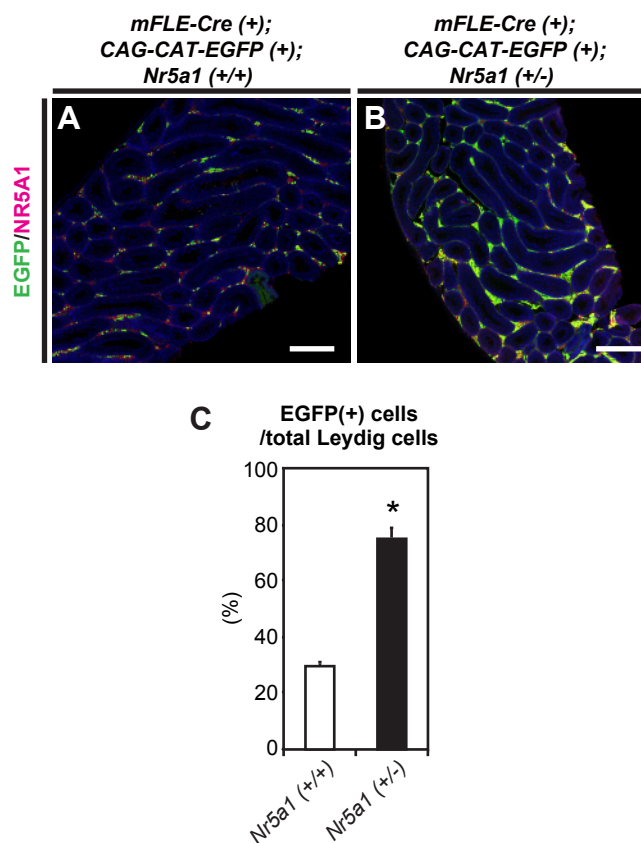 mFLE-Cre (+);
CAG-CAT-EGFP (+);
Nr5a1 (+/+)
mFLE-Cre (+);
CAG-CAT-EGFP (+);
Nr5a1 (+/-)
EGFP/NR5A1
A
B
C
EGFP(+) cells
/total Leydig cells
(%)
100
80
60
40
20
0
*
Nr5a1 (+/+)
Nr5a1 (+/-)